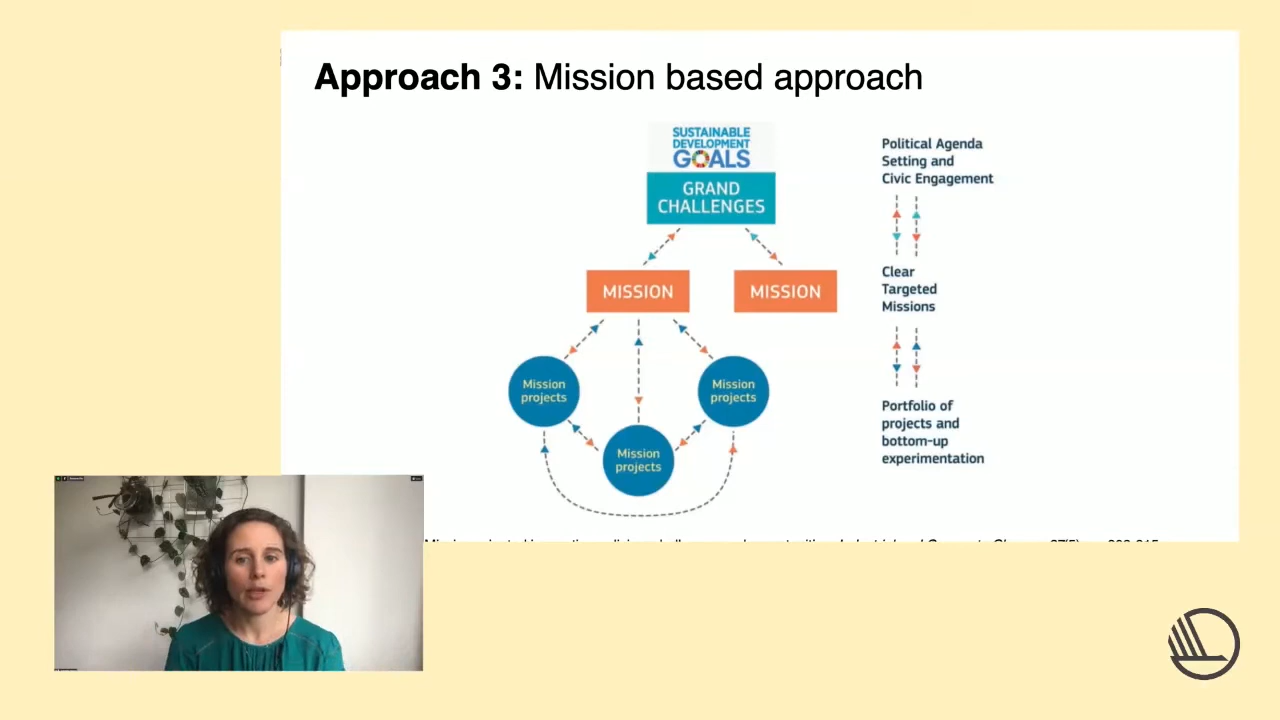 Approach 3: Mission based approach
SUSTAINABLE
DEVELOPMENT
GOALS
GRAND
CHALLENGES
MISSION
MISSION
Mission
projects
Mission
projects
Mission
projects
Political Agenda
Setting and
Civic Engagement
Clear
Targeted
Missions
Portfolio of
projects and
bottom-up
experimentation